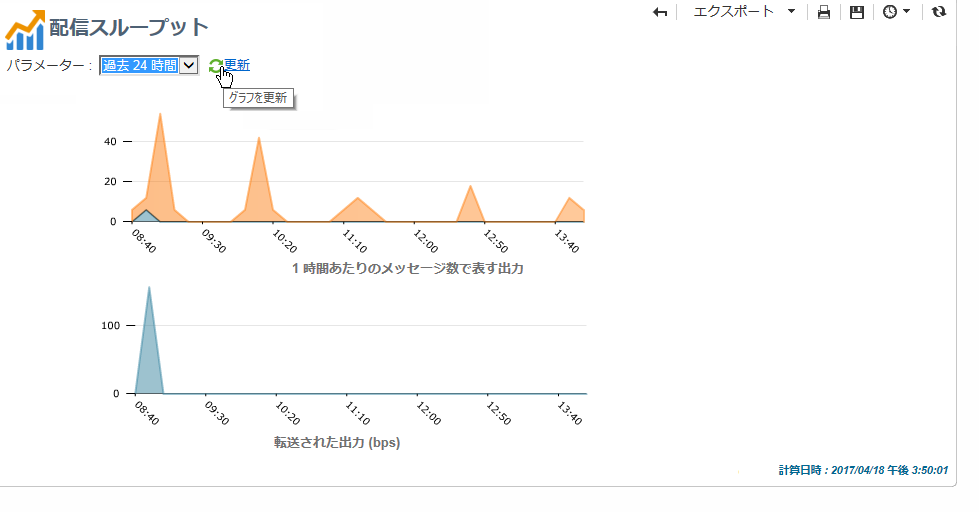 配信スループット
エクスポート
パラメーター : 過去 24 時間 更新
グラフを更新
40
20
0
08:40 09:30 10:20 11:10 12:00 12:50 13:40
1 時間あたりのメッセージ数で表す出力
100
0
08:40 09:30 10:20 11:10 12:00 12:50 13:40
転送された出力 (bps)
計算日時 : 2017/04/18 午後 3:50:01